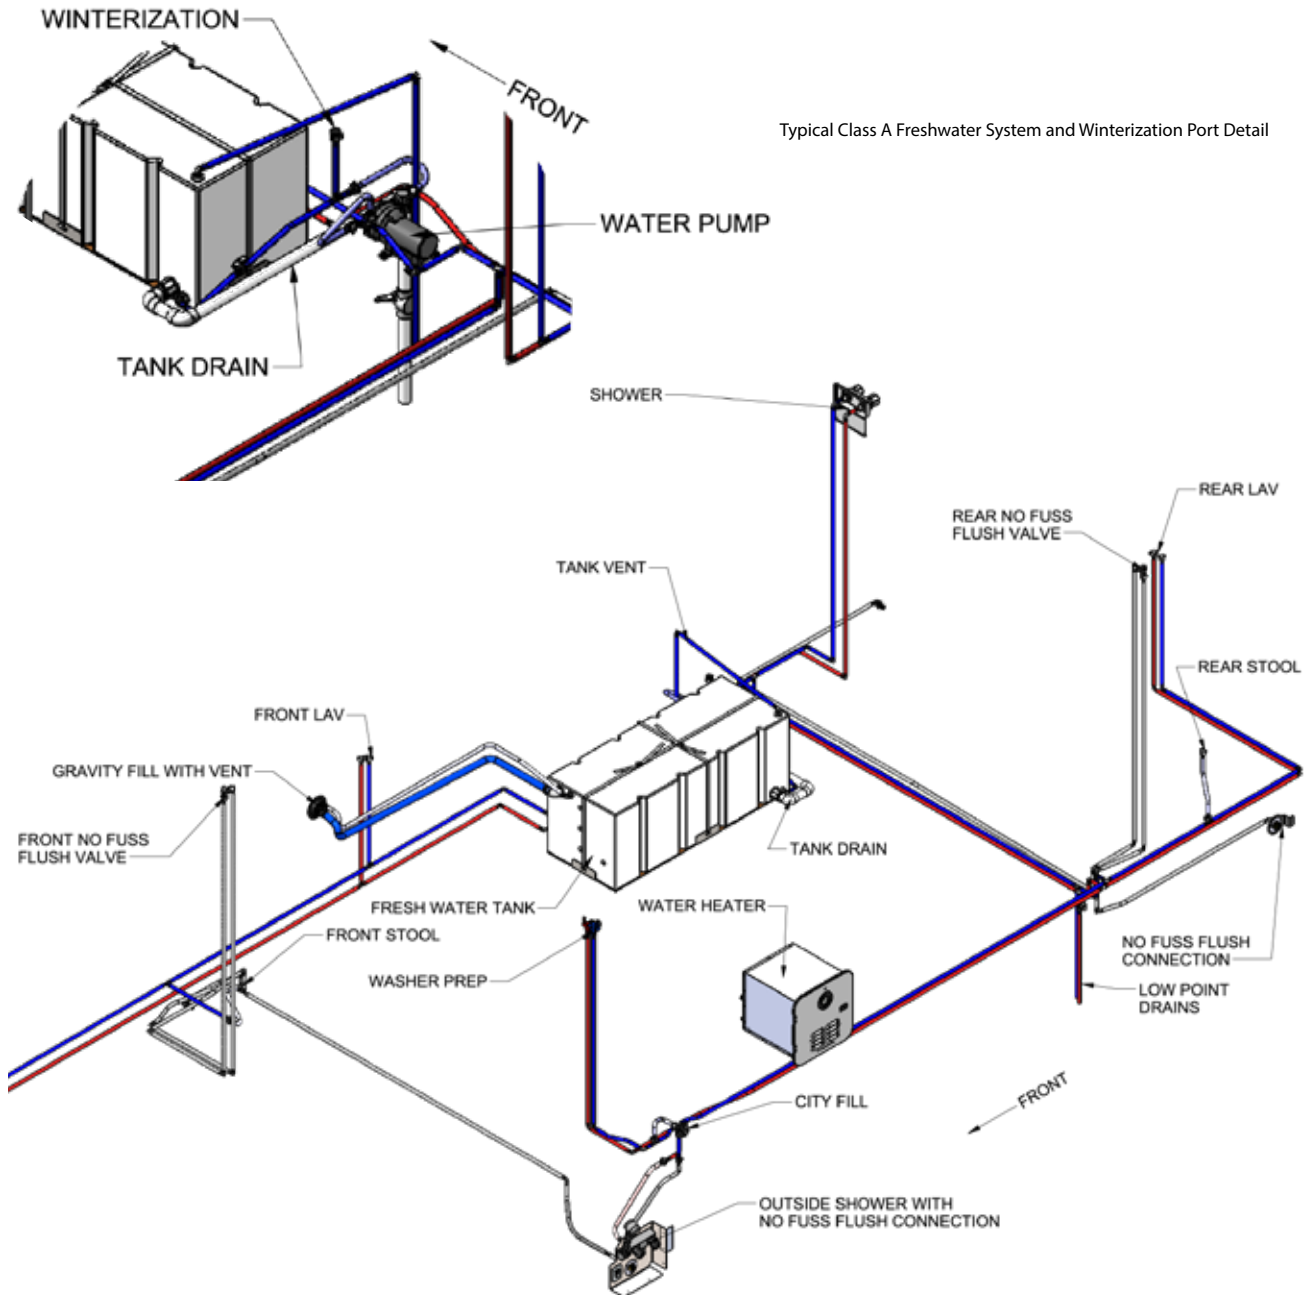 WINTERIZATION
FRONT
Typical Class A Freshwater System and Winterization Port Detail
WATER PUMP
TANK DRAIN
SHOWER
REAR LAV
REAR NO FUSS
FLUSH VALVE
TANK VENT
REAR STOOL
FRONT LAV
GRAVITY FILL WITH VENT
FRONT NO FUSS
FLUSH VALVE
TANK DRAIN
FRESH WATER TANK
WATER HEATER
FRONT STOOL
NO FUSS FLUSH
CONNECTION
WASHER PREP
LOW POINT
DRAINS
CITY FILL
FRONT
OUTSIDE SHOWER WITH
NO FUSS FLUSH CONNECTION